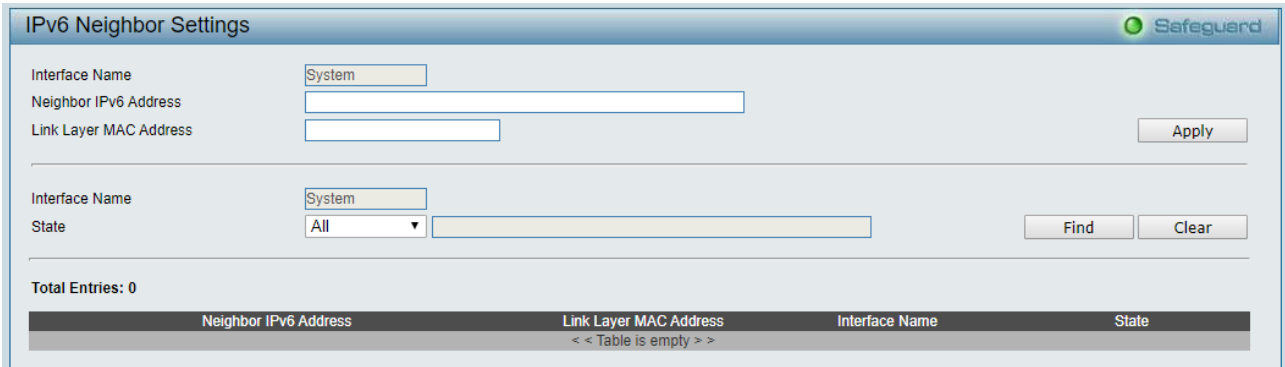 IPv6 Neighbor Settings
Safeguard
Interface Name System
Neighbor IPv6 Address
Link Layer MAC Address
Apply
Interface Name System
State All
Find Clear
Total Entries: 0
Neighbor IPv6 Address Link Layer MAC Address Interface Name State
< < Table is empty > >